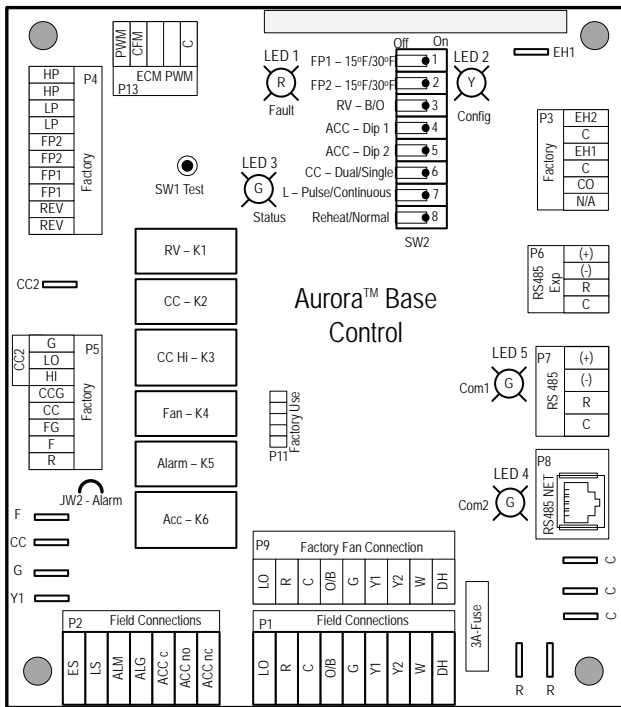 PWM
CFM
C
ECM PWM
P13
LED 1
R
Fault
Off
On
FP1 – 15ºF/30ºF
1
FP2 – 15ºF/30ºF
2
RV – B/O
3
ACC – Dip 1
4
ACC – Dip 2
5
CC – Dual/Single
6
L – Pulse/Continuous
7
Reheat/Normal
8
SW2
LED 2
Y
Config
EH1
P4
HP
HP
LP
LP
FP2
FP2
FP1
FP1
REV
REV
Factory
SW1 Test
LED 3
G
Status
P3
Factory
EH2
C
EH1
C
CO
N/A
RV – K1
CC – K2
CC Hi – K3
Fan – K4
Alarm – K5
Acc – K6
Aurora™ Base
Control
P6
RS485
Exp
(+)
(-)
R
C
CC2
CC2
P5
G
LO
HI
CCG
CC
FG
F
R
Factory
LED 5
G
Com1
P7
RS 485
(+)
(-)
R
C
Factory Use
P11
JW2 - Alarm
LED 4
G
Com2
P8
RS485 NET
F
CC
G
Y1
P9
Factory Fan Connection
LO
R
C
O/B
G
Y1
Y2
W
DH
C
C
C
P2
Field Connections
ES
LS
ALM
ALG
ACC c
ACC no
ACC nc
P1
Field Connections
LO
R
C
O/B
G
Y1
Y2
W
DH
3A-Fuse
R
R